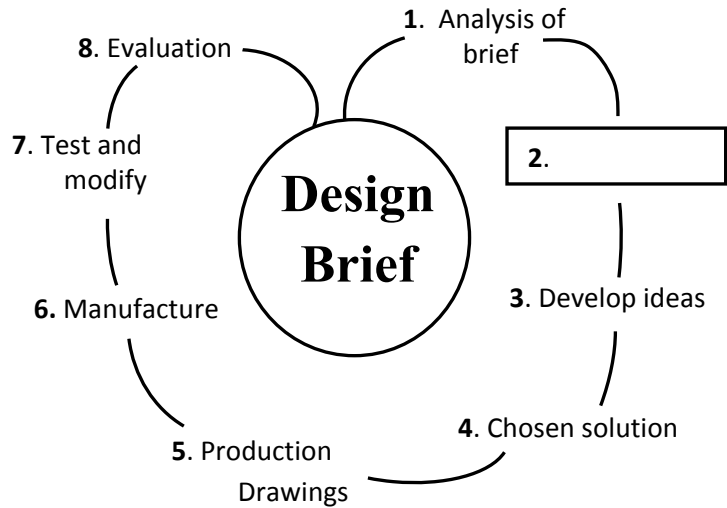 Design
Brief
1. Analysis of
brief
2.
3. Develop ideas
4. Chosen solution
5. Production
Drawings
6. Manufacture
7. Test and
modify
8. Evaluation